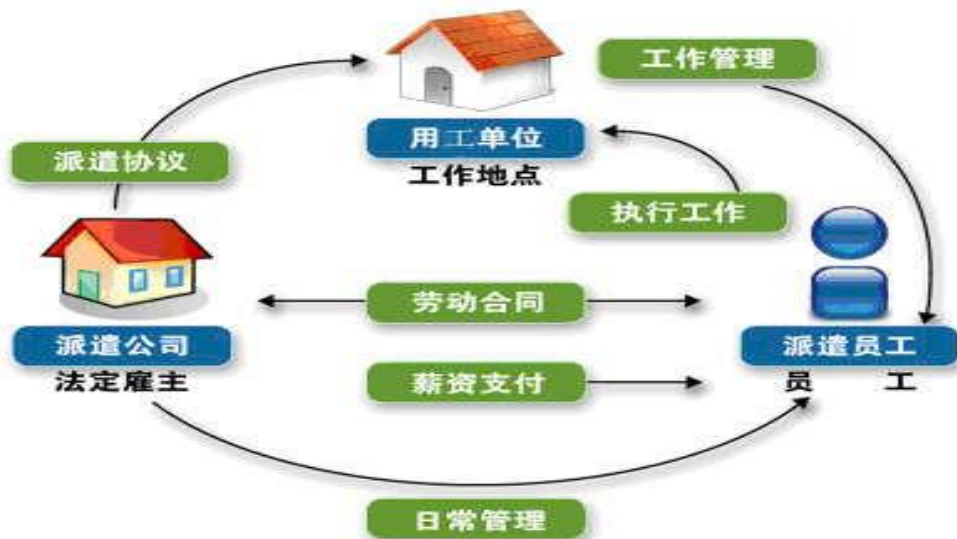 工作管理
用工单位
工作地点
派遣协议
执行工作
劳动合同
派遣公司
法定雇主
派遣员工
员 工
薪资支付
日常管理